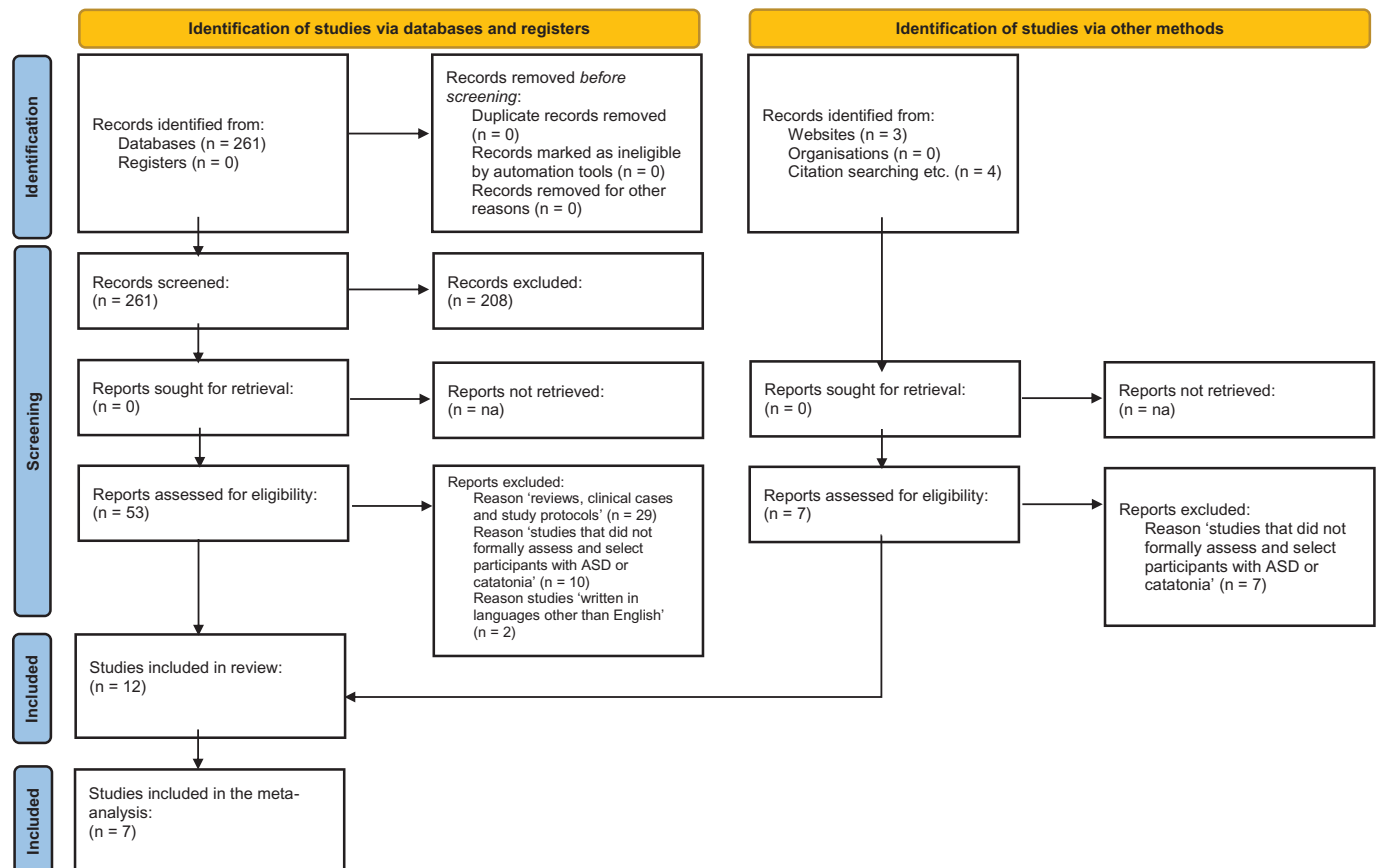 Identification of studies via databases and registers
Identification of studies via other methods
Identification
Records identified from:
Databases (n = 261)
Registers (n = 0)
Records removed before
screening:
Duplicate records removed
(n = 0)
Records marked as ineligible
by automation tools (n = 0)
Records removed for other
reasons (n = 0)
Records identified from:
Websites (n = 3)
Organisations (n = 0)
Citation searching etc. (n = 4)
Screening
Records screened:
(n = 261)
Records excluded:
(n = 208)
Reports sought for retrieval:
(n = 0)
Reports not retrieved:
(n = na)
Reports sought for retrieval:
(n = 0)
Reports not retrieved:
(n = na)
Reports assessed for eligibility:
(n = 53)
Reports excluded:
Reason ‘reviews, clinical cases
and study protocols’ (n = 29)
Reason ‘studies that did not
formally assess and select
participants with ASD or
catatonia’ (n = 10)
Reason studies ‘written in
languages other than English’
(n = 2)
Reports assessed for eligibility:
(n = 7)
Reports excluded:
Reason ‘studies that did not
formally assess and select
participants with ASD or
catatonia’ (n = 7)
Included
Studies included in review:
(n = 12)
Included
Studies included in the meta-
analysis:
(n = 7)